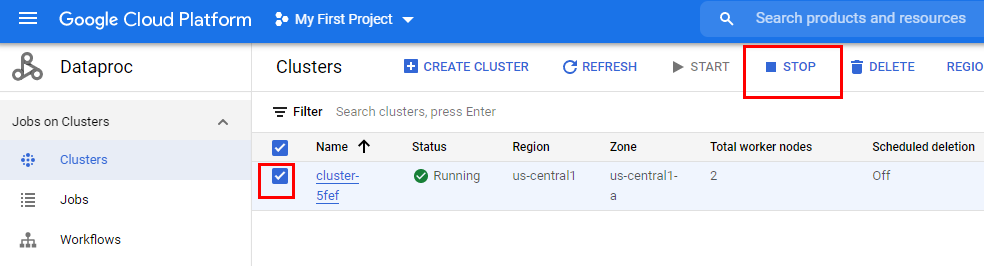 Google Cloud Platform My First Project Search products and resources
Dataproc Clusters CREATE CLUSTER REFRESH START STOP DELETE REGIO
Filter Search clusters, press Enter
Jobs on Clusters
Name Status Region Zone Total worker nodes Scheduled deletion
Clusters
cluster- Running us-central1 us-central1- 2 Off
5fef a
Jobs
Workflows